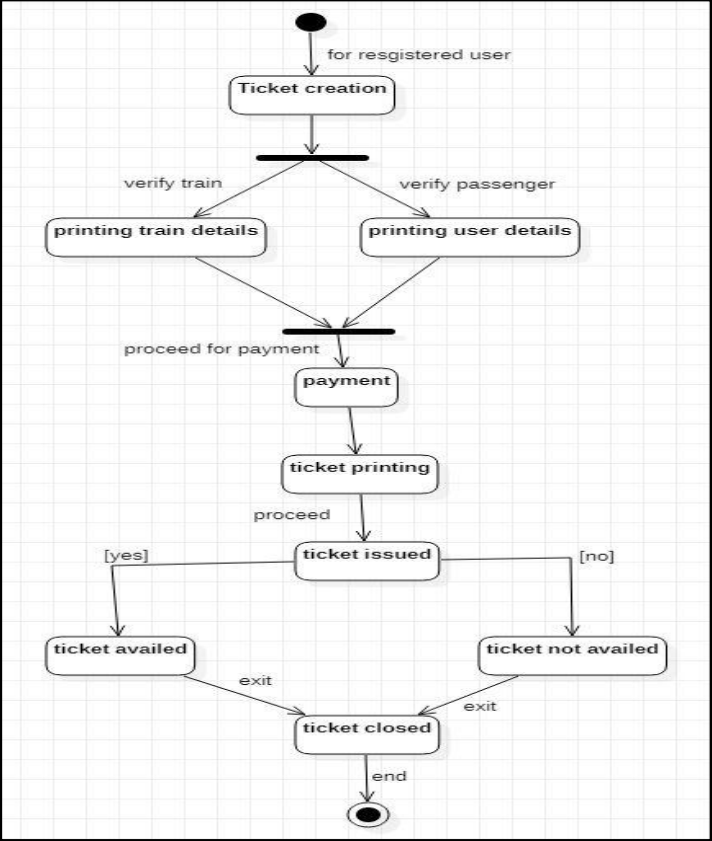 for resgistered user
Ticket creation
verify train
verify passenger
printing train details
printing user details
proceed for payment
payment
ticket printing
proceed
ticket issued
[yes]
[no]
ticket availed
ticket not availed
exit
exit
ticket closed
end